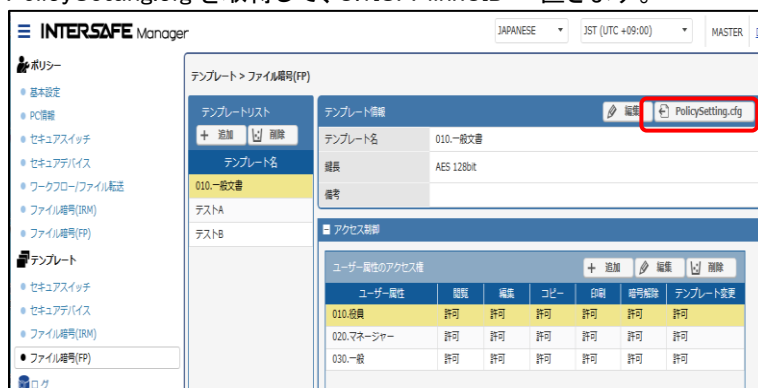 INTERSAFE Manager
JAPANESE
JST (UTC +09:00)
MASTER
ポリシー
基本設定
PC情報
セキュアスイッチ
セキュアデバイス
ワークフロー/ファイル転送
ファイル暗号(IRM)
ファイル暗号(FP)
テンプレート
セキュアスイッチ
セキュアデバイス
ファイル暗号(IRM)
ファイル暗号(FP)
ログ
テンプレート > ファイル暗号(FP)
テンプレートリスト
追加 削除
テンプレート名
010.一般文書
テストA
テストB
テンプレート情報 編集 PolicySetting.cfg
テンプレート名 010.一般文書
鍵長 AES 128bit
備考
アクセス制御
ユーザー属性のアクセス権 追加 編集 削除
ユーザー属性 閲覧 編集 コピー 印刷 暗号解除 テンプレート変更
010.役員 許可 許可 許可 許可 許可 許可
020.マネージャー 許可 許可 許可 許可 許可 許可
030.一般 許可 許可 許可 許可 許可 許可